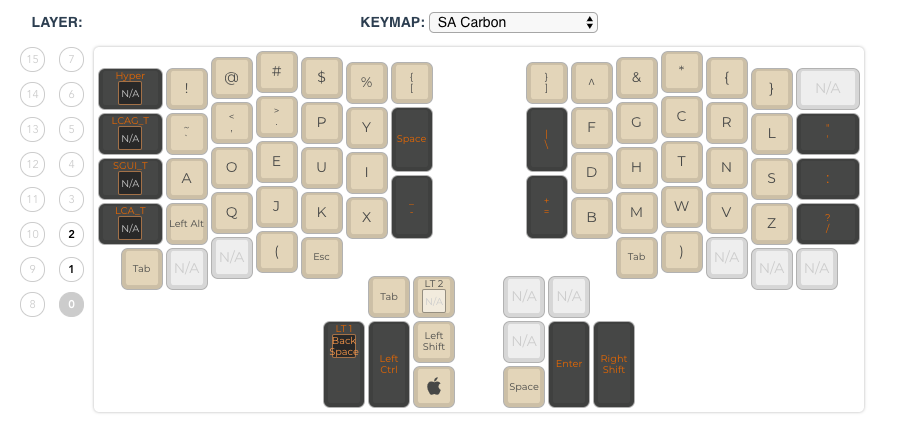 LAYER: KEYMAP: SA Carbon
15 7
14 6
13 5
12 4
11 3
10 2
9 1
8 0
Hyper
N/A
!
@
#
$
%
{
[
}
]
^
&
*
{
}
N/A
LCAG_T
N/A
~
<
,
>
.
P
Y
Space
|
\
F
G
C
R
L
"
'
SGUI_T
N/A
A
O
E
U
I
D
H
T
N
S
:
LCA_T
N/A
Left Alt
Q
J
K
X
_
-
+
=
B
M
W
V
Z
?
/
Tab
N/A
N/A
(
Esc
Tab
)
N/A
N/A
N/A
Tab
LT 2
N/A
N/A
N/A
LT 1
Back
Space
Left
Ctrl
Left
Shift
N/A
Enter
Right
Shift
Space